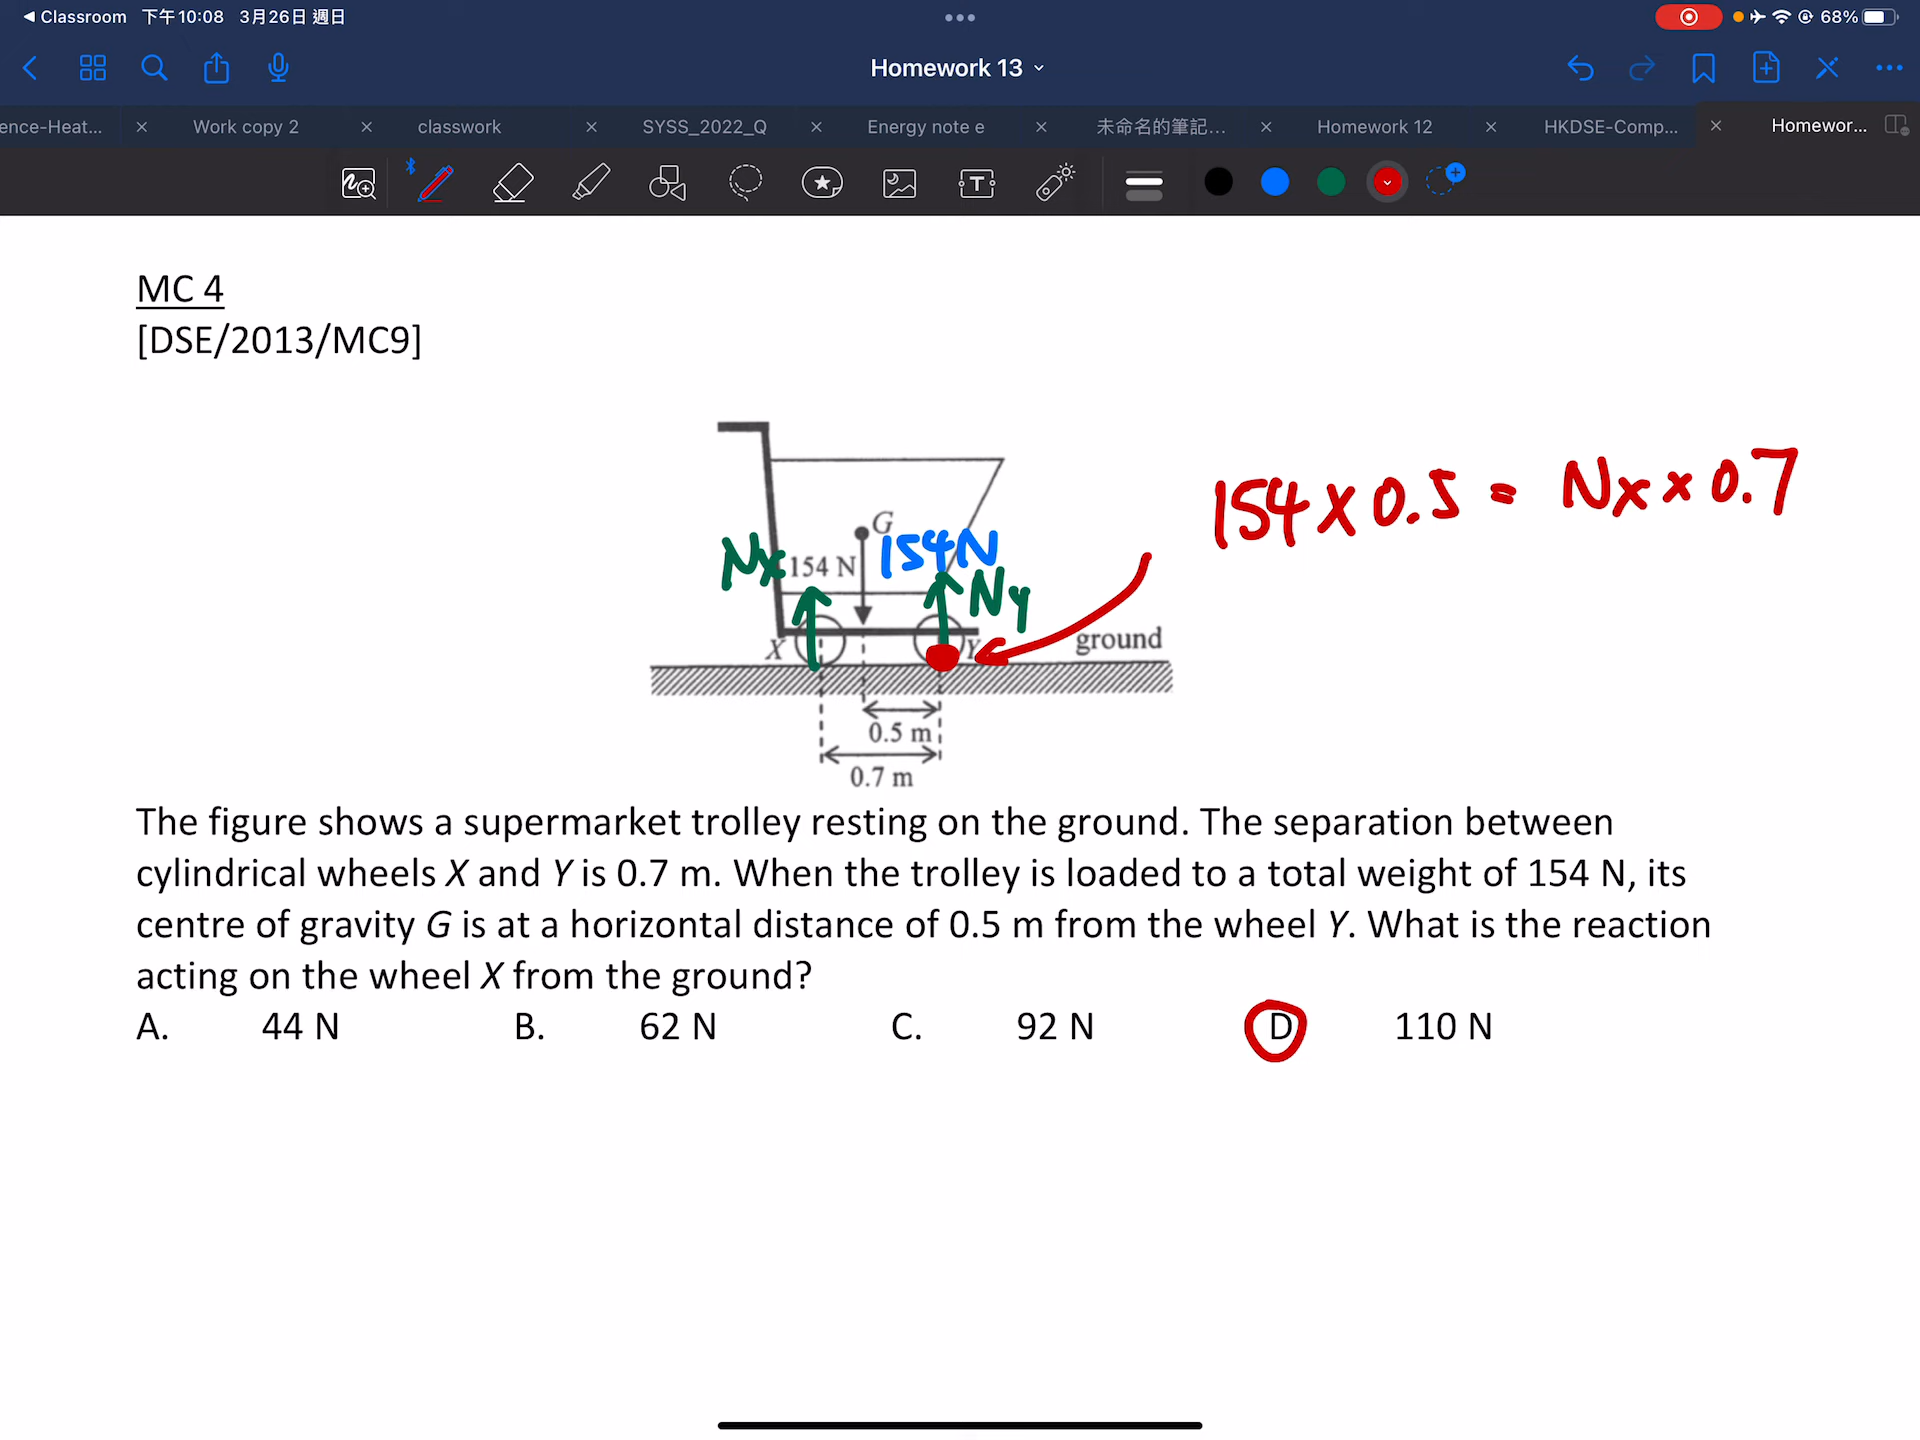 Classroom 下午10:08 3月26日 週日
68%
Homework 13
ence-Heat... Work copy 2 classwork SYSS_2022_Q Energy note e 未命名的筆記... Homework 12 HKDSE-Comp... Homewor...
MC 4
[DSE/2013/MC9]
154 × 0.5 = Nx × 0.7
G
Nx 154 N 154N
Ny
X Y ground
0.5 m
0.7 m
The figure shows a supermarket trolley resting on the ground. The separation between
cylindrical wheels X and Y is 0.7 m. When the trolley is loaded to a total weight of 154 N, its
centre of gravity G is at a horizontal distance of 0.5 m from the wheel Y. What is the reaction
acting on the wheel X from the ground?
A. 44 N B. 62 N C. 92 N D 110 N